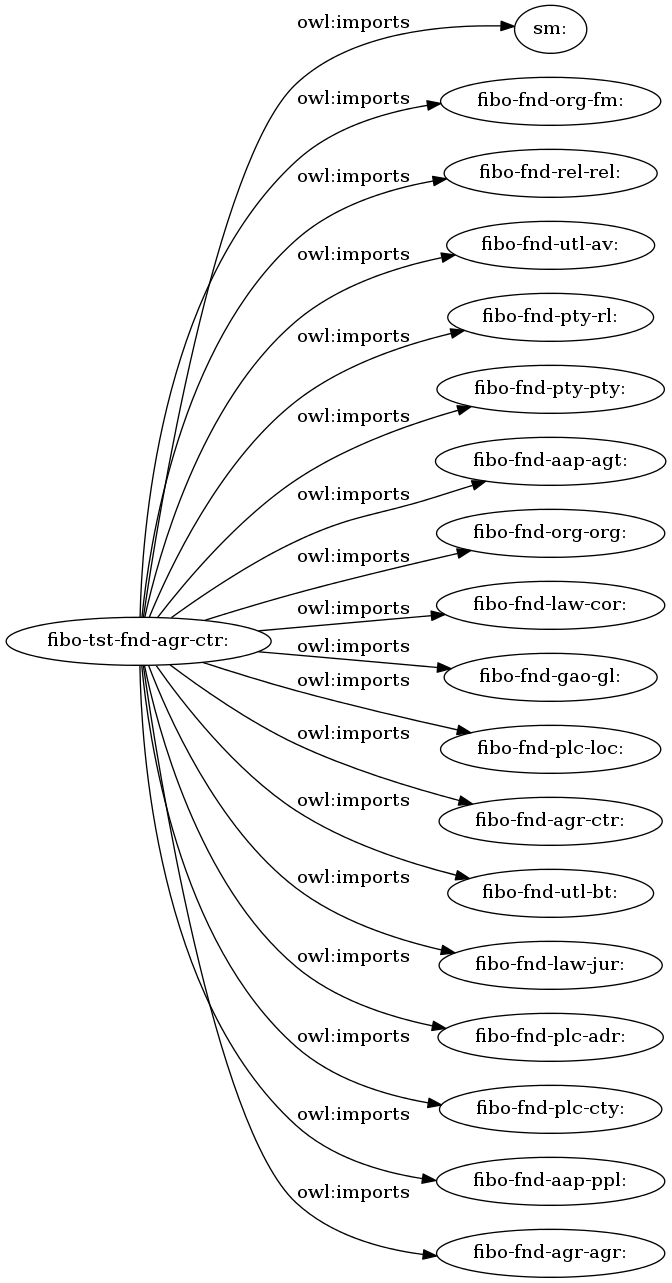 owl:imports
sm:
owl:imports
fibo-fnd-org-fm:
owl:imports
fibo-fnd-rel-rel:
owl:imports
fibo-fnd-utl-av:
owl:imports
fibo-fnd-pty-rl:
owl:imports
fibo-fnd-pty-pty:
owl:imports
fibo-fnd-aap-agt:
owl:imports
fibo-fnd-org-org:
owl:imports
fibo-fnd-law-cor:
fibo-tst-fnd-agr-ctr:
owl:imports
fibo-fnd-gao-gl:
owl:imports
fibo-fnd-plc-loc:
owl:imports
fibo-fnd-agr-ctr:
owl:imports
fibo-fnd-utl-bt:
owl:imports
fibo-fnd-law-jur:
owl:imports
fibo-fnd-plc-adr:
owl:imports
fibo-fnd-plc-cty:
owl:imports
fibo-fnd-aap-ppl:
owl:imports
fibo-fnd-agr-agr:
owl:imports